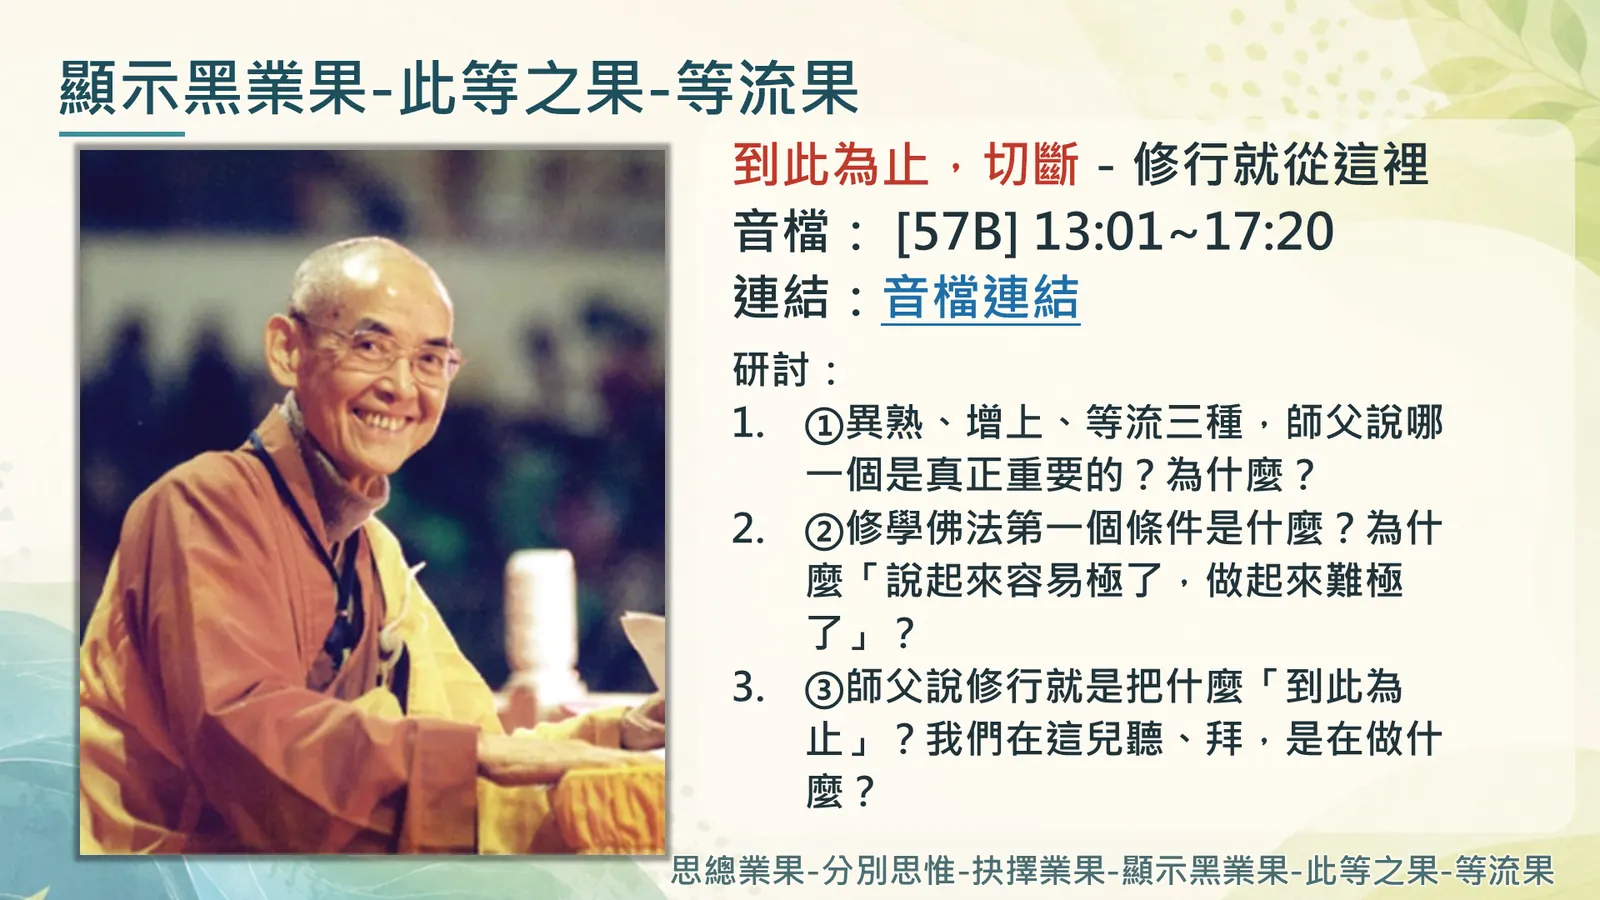 顯示黑業果-此等之果-等流果
到此為止，切斷 - 修行就從這裡
音檔： [57B] 13:01~17:20
連結：音檔連結
研討：
1. ①異熟、增上、等流三種，師父說哪
一個是真正重要的？為什麼？
2. ②修學佛法第一個條件是什麼？為什
麼「說起來容易極了，做起來難極
了」？
3. ③師父說修行就是把什麼「到此為
止」？我們在這兒聽、拜，是在做什
麼？
思總業果-分別思惟-抉擇業果-顯示黑業果-此等之果-等流果